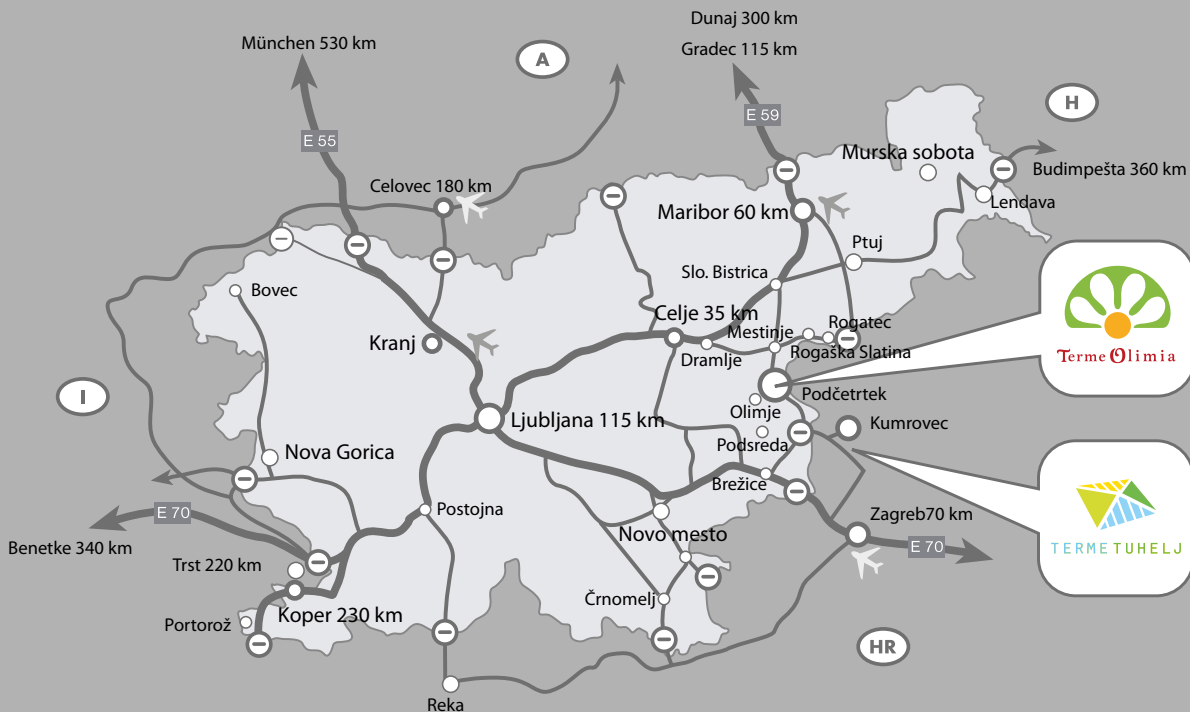 Dunaj 300 km
Gradec 115 km
München 530 km
A
H
E 59
E 55
Murska sobota
Budimpešta 360 km
Celovec 180 km
Lendava
Maribor 60 km
Ptuj
Slo. Bistrica
Bovec
Celje 35 km
Mestinje
Rogatec
Kranj
Dramlje
Rogaška Slatina
Terme Olimia
I
Podčetrtek
Olimje
Ljubljana 115 km
Kumrovec
Podsreda
Nova Gorica
Brežice
Postojna
E 70
Zagreb70 km
Novo mesto
E 70
Benetke 340 km
TERME TUHELJ
Trst 220 km
Črnomelj
Koper 230 km
Portorož
HR
Reka